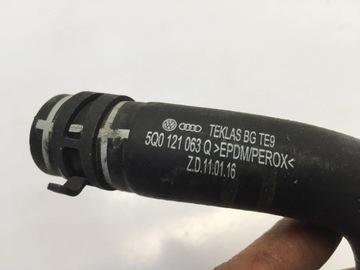 TEKLAS BG TE9
5Q0 121 063 Q >EPDM/PEROX<
Z.D.11.01.16